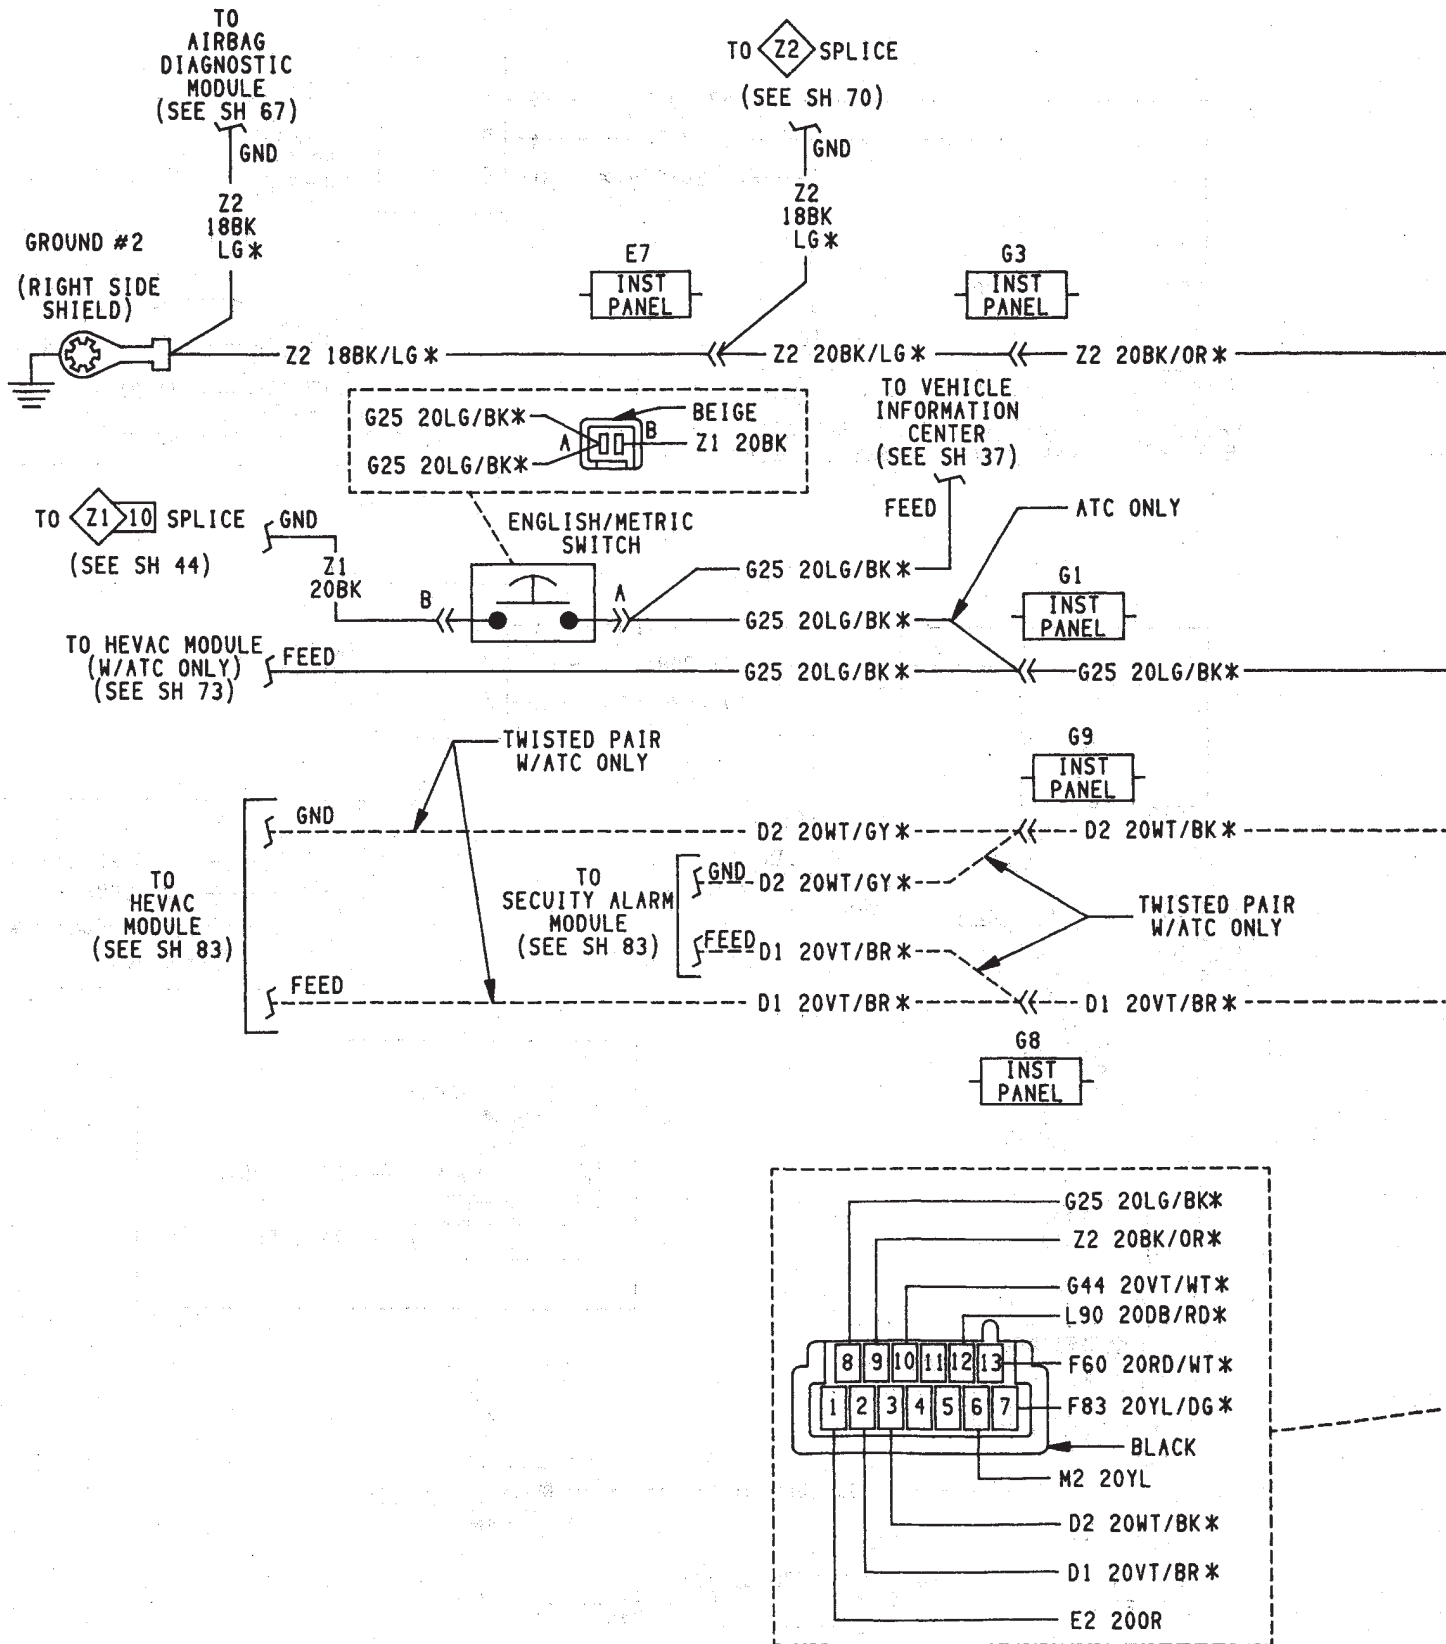 TO
AIRBAG
DIAGNOSTIC
MODULE
(SEE SH 67)
GND
Z2
18BK
LG*
TO Z2 SPLICE
(SEE SH 70)
GND
Z2
18BK
LG*
GROUND #2
(RIGHT SIDE
SHIELD)
E7
INST
PANEL
G3
INST
PANEL
Z2 18BK/LG*
Z2 20BK/LG*
Z2 20BK/OR*
G25 20LG/BK*
A
G25 20LG/BK*
BEIGE
B
Z1 20BK
TO VEHICLE
INFORMATION
CENTER
(SEE SH 37)
FEED
ATC ONLY
TO Z1 10 SPLICE
(SEE SH 44)
GND
Z1
20BK
ENGLISH/METRIC
SWITCH
B
A
G25 20LG/BK*
G25 20LG/BK*
G1
INST
PANEL
TO HEVAC MODULE
(W/ATC ONLY)
(SEE SH 73)
FEED
G25 20LG/BK*
G25 20LG/BK*
TWISTED PAIR
W/ATC ONLY
G9
INST
PANEL
GND
D2 20WT/GY*
D2 20WT/BK*
TO
HEVAC
MODULE
(SEE SH 83)
TO
SECUITY ALARM
MODULE
(SEE SH 83)
GND
D2 20WT/GY*
FEED
D1 20VT/BR*
TWISTED PAIR
W/ATC ONLY
FEED
D1 20VT/BR*
D1 20VT/BR*
G8
INST
PANEL
G25 20LG/BK*
Z2 20BK/OR*
G44 20VT/WT*
L90 20DB/RD*
8 9 10 11 12 13
F60 20RD/WT*
1 2 3 4 5 6 7
F83 20YL/DG*
BLACK
M2 20YL
D2 20WT/BK*
D1 20VT/BR*
E2 20OR